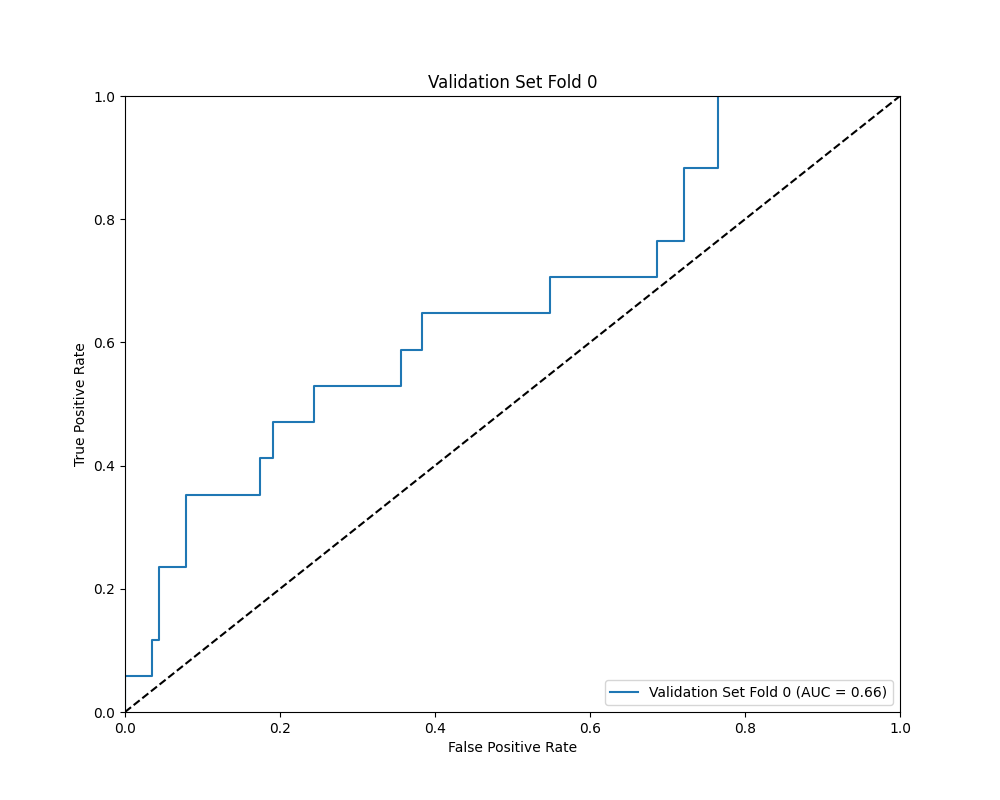 Validation Set Fold 0
1.0
0.8
0.6
0.4
0.2
0.0
True Positive Rate
Validation Set Fold 0 (AUC = 0.66)
0.0 0.2 0.4 0.6 0.8 1.0
False Positive Rate